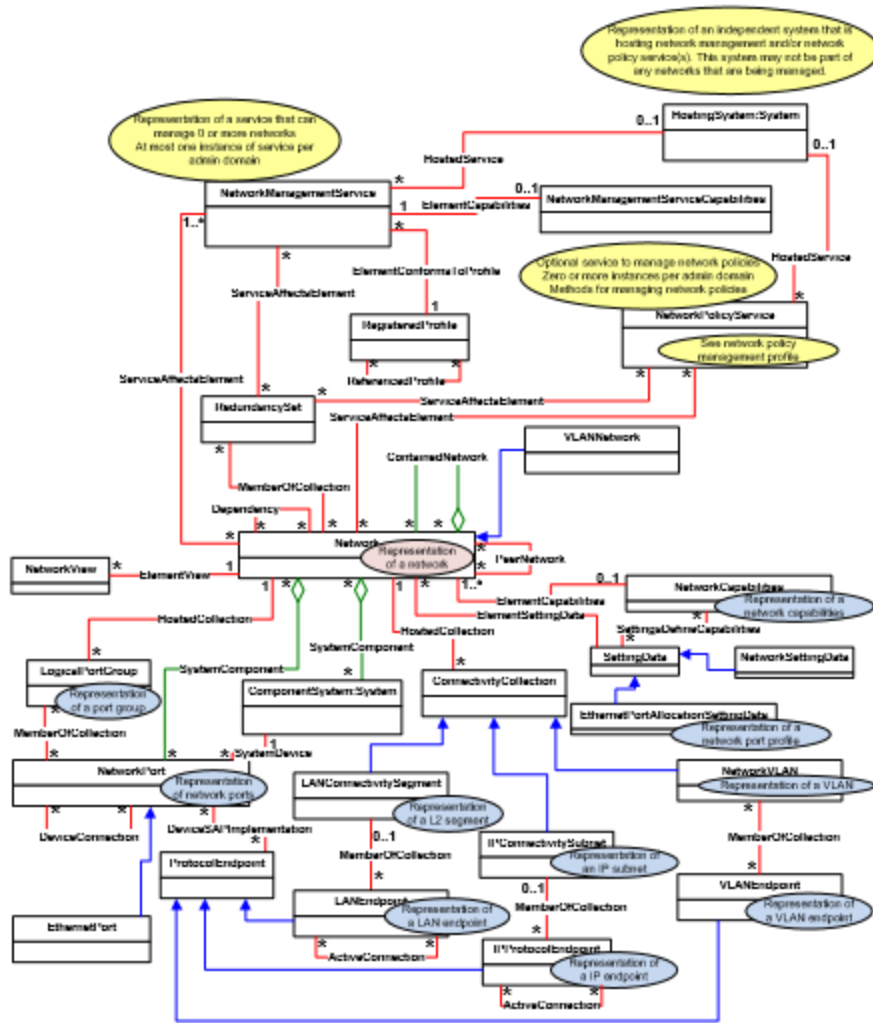 Representation of an independent system that is
hosting network management and/or network
policy service(s). This system may not be part of
any networks that are being managed.
Representation of a service that can
manage 0 or more networks
At most one instance of service per
admin domain
HostingSystem:System
0..1
0..1
HostedService
*
NetworkManagementService
0..1
NetworkManagementServiceCapabilities
1
ElementCapabilities
1..*
*
*
HostedService
Optional service to manage network policies
Zero or more instances per admin domain
Methods for managing network policies
ElementConformsToProfile
ServiceAffectsElement
1
*
NetworkPolicyService
RegisteredProfile
See network policy
management profile
* *
ReferencedProfile
* *
ServiceAffectsElement
*
RedundancySet
*
ServiceAffectsElement
ServiceAffectsElement
*
VLANNetwork
ContainedNetwork
MemberOfCollection
Dependency
* * * * * * *
Network
Representation
of a network
*
*
PeerNetwork
NetworkView
*
ElementView
1
1 * * 1 * 1..*
0..1
NetworkCapabilities
Representation of a
network capabilities
ElementCapabilities
ElementSettingData
HostedCollection
HostedCollection
*
SettingsDefineCapabilities
* *
SystemComponent
SystemComponent
*
*
*
SettingData
NetworkSettingData
LogicalPortGroup
Representation
of a port group
ComponentSystem:System
ConnectivityCollection
*
EthernetPortAllocationSettingData
Representation of a
network port profile
MemberOfCollection
1
SystemDevice
* * *
NetworkPort
Representation
of network ports
LANConnectivitySegment
Representation
of a L2 segment
NetworkVLAN
Representation of a VLAN
* * *
*
DeviceConnection
DeviceSAPImplementation
*
0..1
MemberOfCollection
*
IPConnectivitySubnet
Representation of
an IP subnet
MemberOfCollection
*
ProtocolEndpoint
0..1
VLANEndpoint
Representation of
a VLAN endpoint
LANEndpoint
Representation of
a LAN endpoint
MemberOfCollection
*
EthernetPort
* *
ActiveConnection
IPProtocolEndpoint
Representation of
a IP endpoint
* *
ActiveConnection